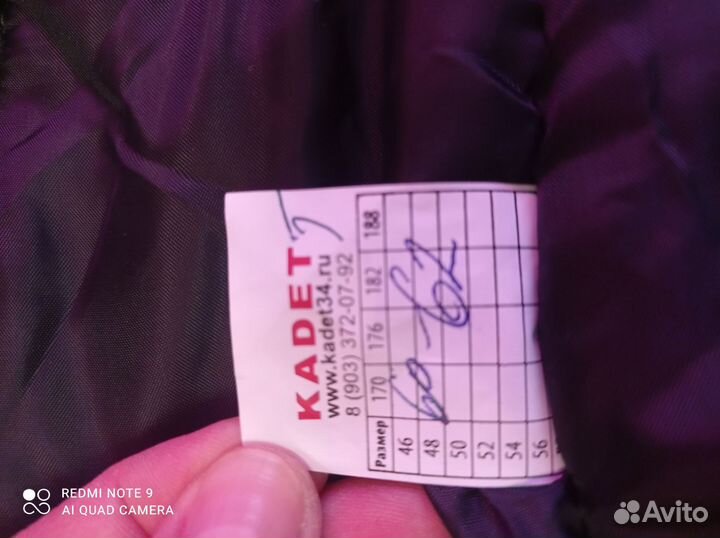 KADET
www.kadet34.ru
8 (903) 372-07-92
Размер 170 176 182 188
46
48
50
52
54
56
60-62
REDMI NOTE 9
AI QUAD CAMERA
Avito